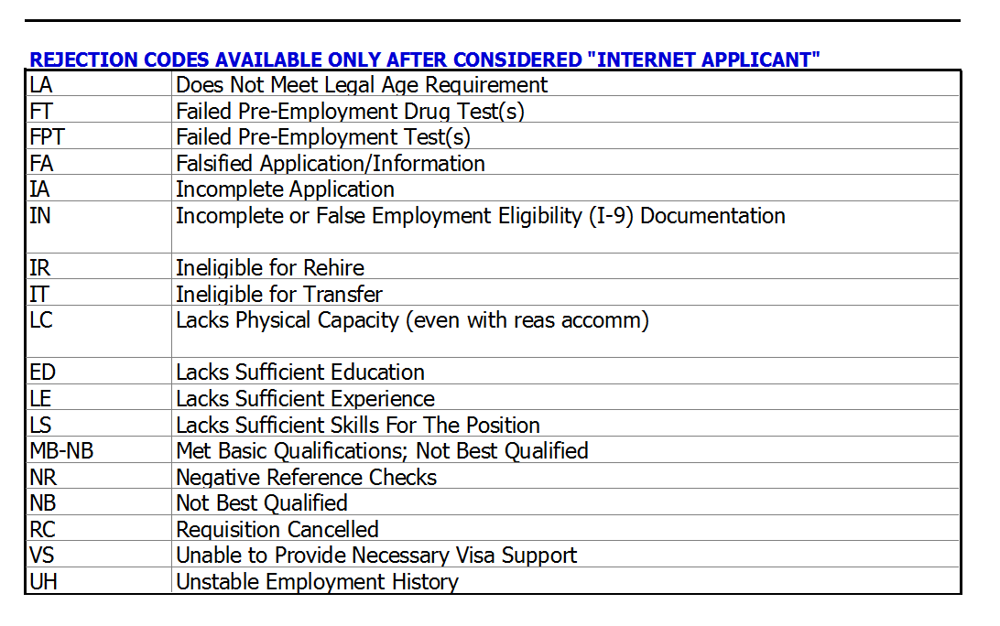 REJECTION CODES AVAILABLE ONLY AFTER CONSIDERED "INTERNET APPLICANT"
LA Does Not Meet Legal Age Requirement
FT Failed Pre-Employment Drug Test(s)
FPT Failed Pre-Employment Test(s)
FA Falsified Application/Information
IA Incomplete Application
IN Incomplete or False Employment Eligibility (I-9) Documentation
IR Ineligible for Rehire
IT Ineligible for Transfer
LC Lacks Physical Capacity (even with reas accomm)
ED Lacks Sufficient Education
LE Lacks Sufficient Experience
LS Lacks Sufficient Skills For The Position
MB-NB Met Basic Qualifications; Not Best Qualified
NR Negative Reference Checks
NB Not Best Qualified
RC Requisition Cancelled
VS Unable to Provide Necessary Visa Support
UH Unstable Employment History